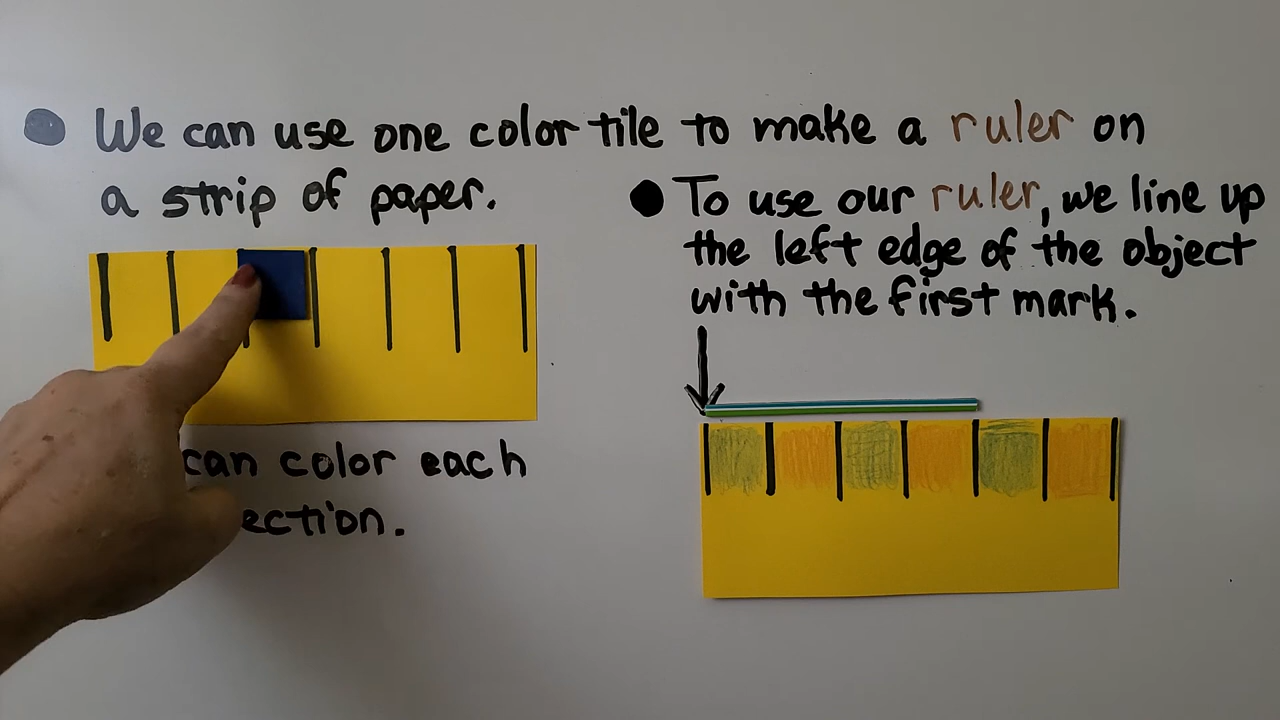 We can use one color tile to make a ruler on
a strip of paper.
can color each
ection.
To use our ruler, we line up
the left edge of the object
with the first mark.